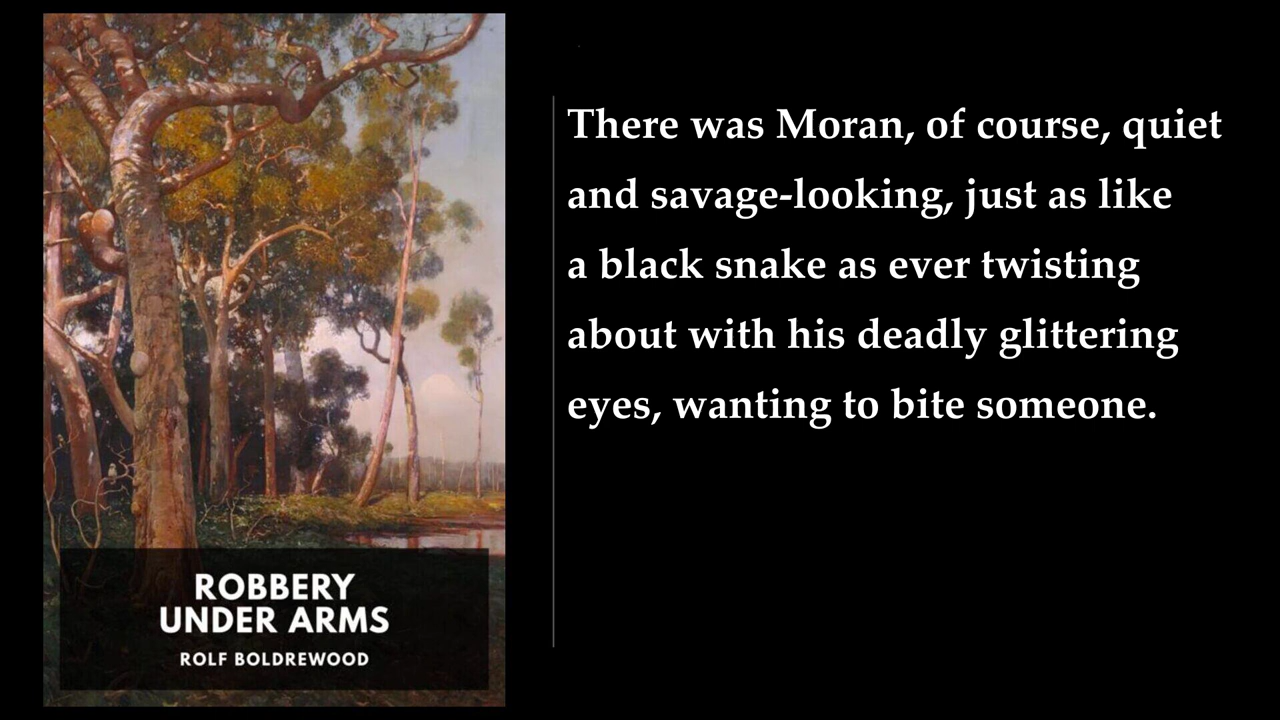 ROBBERY
UNDER ARMS
ROLF BOLDREWOOD
There was Moran, of course, quiet
and savage-looking, just as like
a black snake as ever twisting
about with his deadly glittering
eyes, wanting to bite someone.